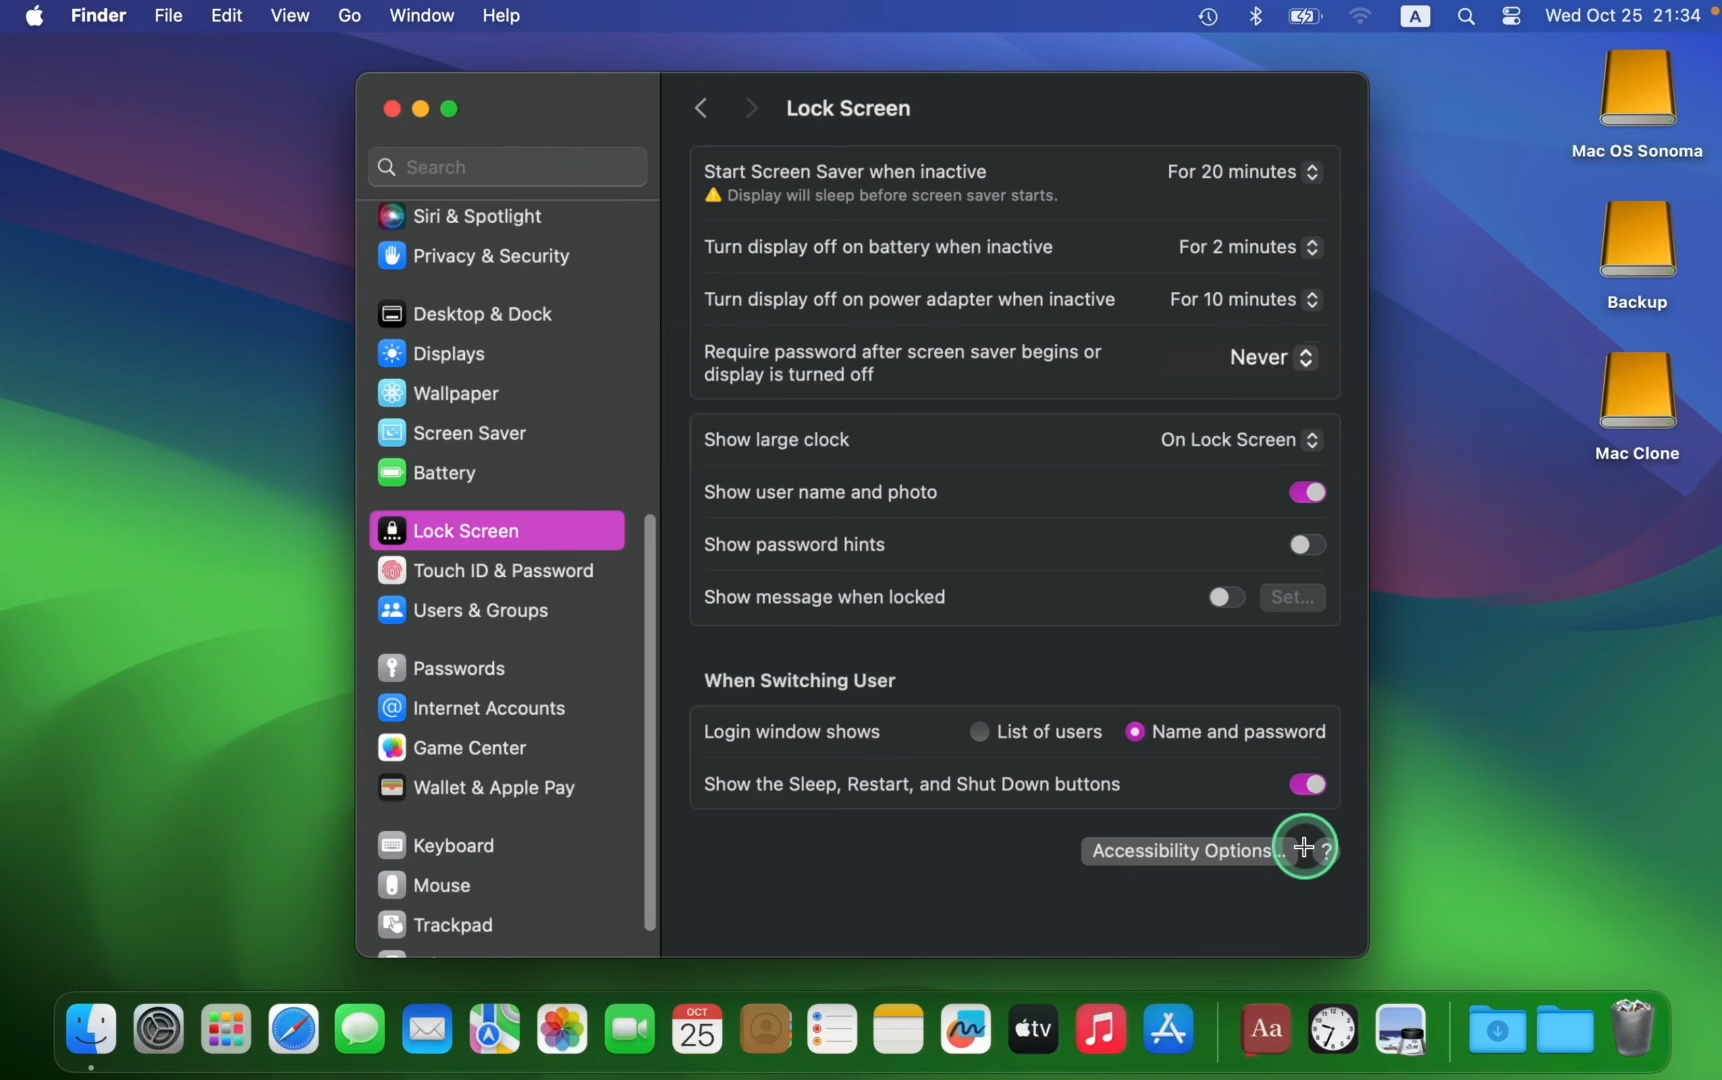 Finder File Edit View Go Window Help A Wed Oct 25 21:34
Mac OS Sonoma
Backup
Mac Clone
Search
Siri & Spotlight
Privacy & Security
Desktop & Dock
Displays
Wallpaper
Screen Saver
Battery
Lock Screen
Touch ID & Password
Users & Groups
Passwords
Internet Accounts
Game Center
Wallet & Apple Pay
Keyboard
Mouse
Trackpad
Lock Screen
Start Screen Saver when inactive For 20 minutes
Display will sleep before screen saver starts.
Turn display off on battery when inactive For 2 minutes
Turn display off on power adapter when inactive For 10 minutes
Require password after screen saver begins or
display is turned off Never
Show large clock On Lock Screen
Show user name and photo
Show password hints
Show message when locked Set...
When Switching User
Login window shows List of users Name and password
Show the Sleep, Restart, and Shut Down buttons
Accessibility Options... ?
OCT
25
tv
Aa